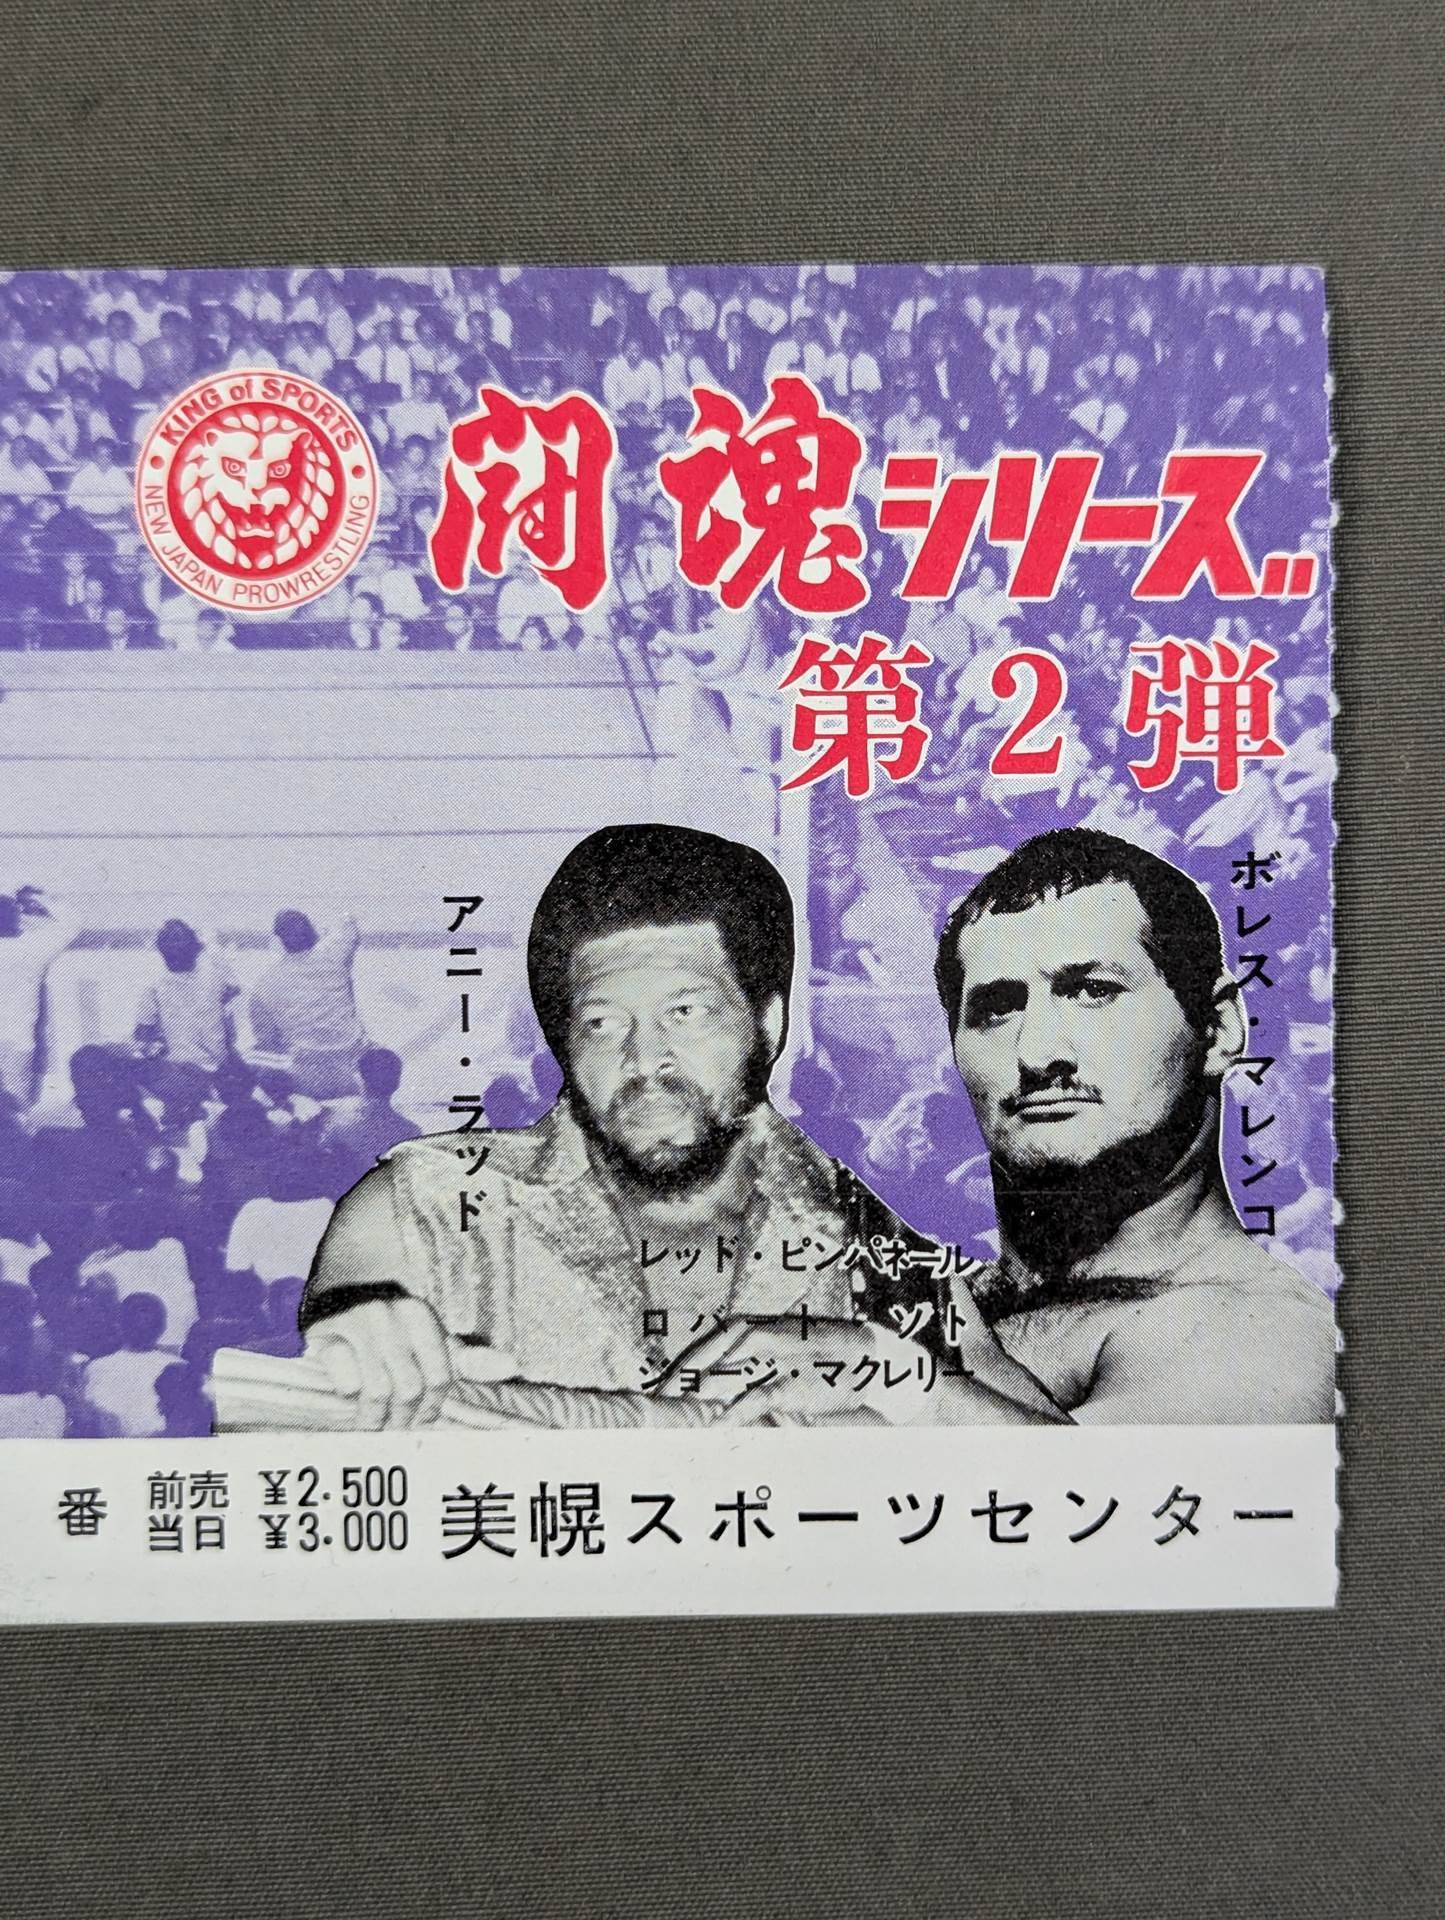 KING of SPORTS
NEW JAPAN PROWRESTLING
闘魂シリーズ
第2弾
アニー・ラッド
ボレス・マレンコ
レッド・ピンパネール
ロバート・ソト
ジョージ・マクレリー
番
前売 ¥2.500
当日 ¥3.000
美幌スポーツセンター